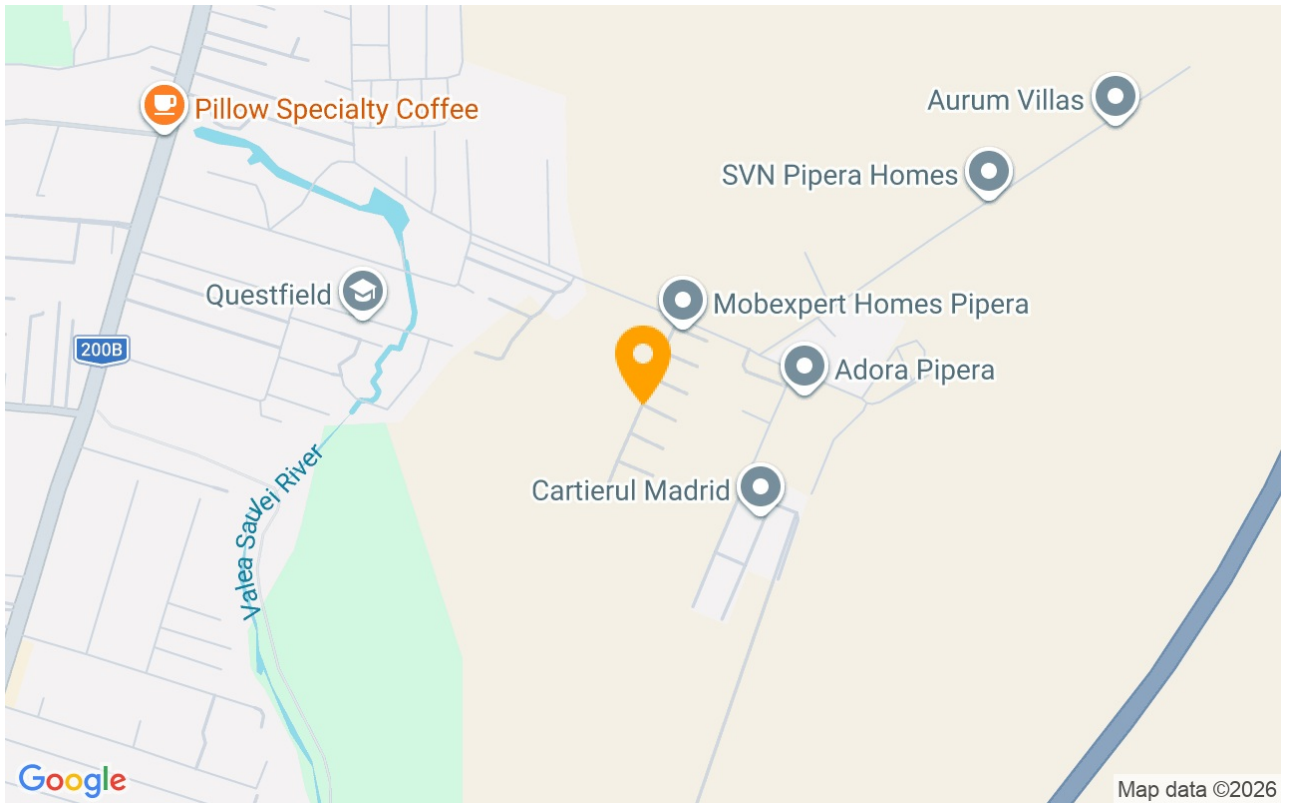 Aurum Villas
Pillow Specialty Coffee
SVN Pipera Homes
Questfield
Mobexpert Homes Pipera
200B
Adora Pipera
Cartierul Madrid
Valea Saulei River
Google
Map data ©2026